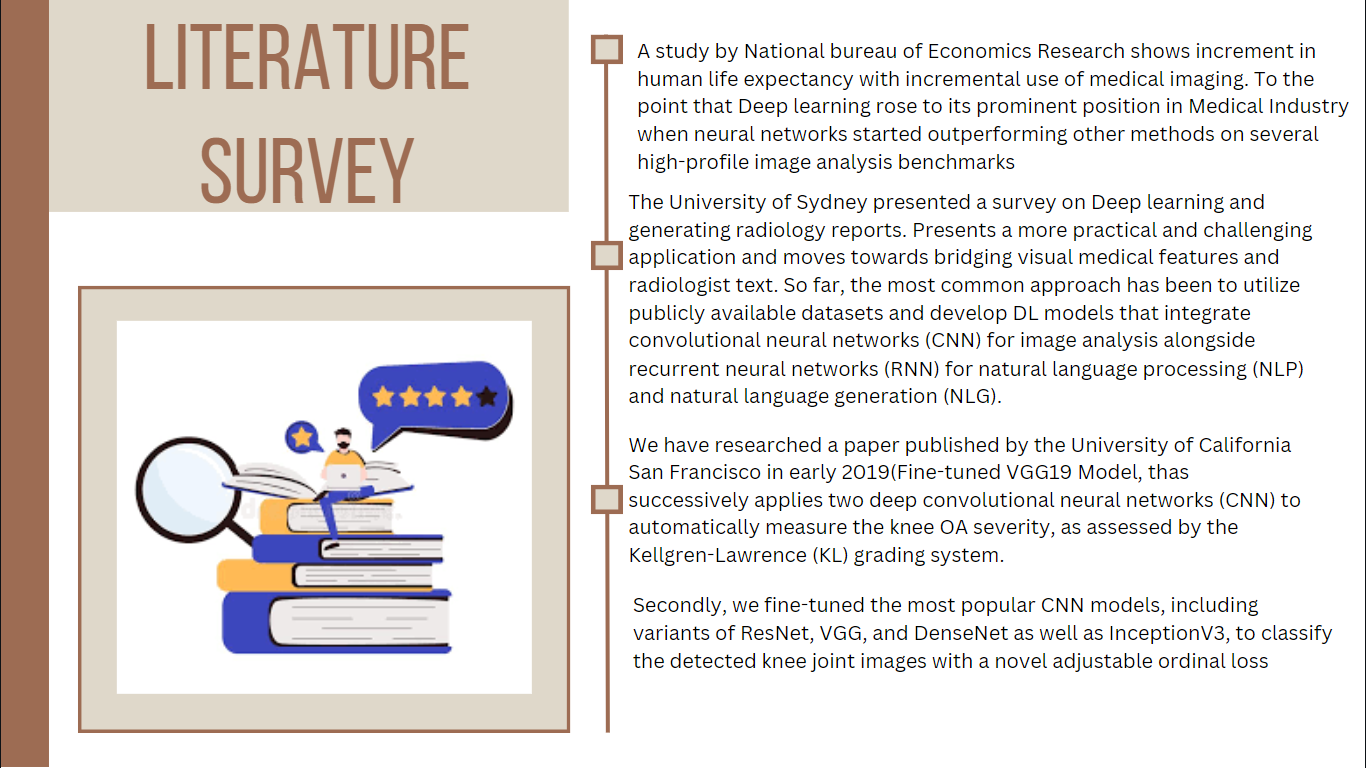 LITERATURE
SURVEY
A study by National bureau of Economics Research shows increment in
human life expectancy with incremental use of medical imaging. To the
point that Deep learning rose to its prominent position in Medical Industry
when neural networks started outperforming other methods on several
high-profile image analysis benchmarks
The University of Sydney presented a survey on Deep learning and
generating radiology reports. Presents a more practical and challenging
application and moves towards bridging visual medical features and
radiologist text. So far, the most common approach has been to utilize
publicly available datasets and develop DL models that integrate
convolutional neural networks (CNN) for image analysis alongside
recurrent neural networks (RNN) for natural language processing (NLP)
and natural language generation (NLG).
We have researched a paper published by the University of California
San Francisco in early 2019(Fine-tuned VGG19 Model, thas
successively applies two deep convolutional neural networks (CNN) to
automatically measure the knee OA severity, as assessed by the
Kellgren-Lawrence (KL) grading system.
Secondly, we fine-tuned the most popular CNN models, including
variants of ResNet, VGG, and DenseNet as well as InceptionV3, to classify
the detected knee joint images with a novel adjustable ordinal loss